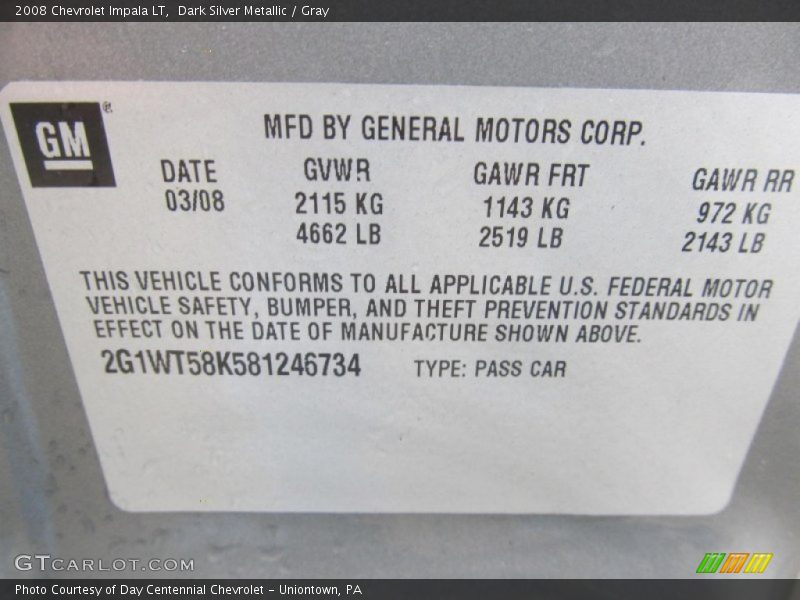 2008 Chevrolet Impala LT,  Dark Silver Metallic / Gray
GM®
MFD BY GENERAL MOTORS CORP.
DATE GVWR GAWR FRT GAWR RR
03/08 2115 KG 1143 KG 972 KG
4662 LB 2519 LB 2143 LB
THIS VEHICLE CONFORMS TO ALL APPLICABLE U.S. FEDERAL MOTOR
VEHICLE SAFETY, BUMPER, AND THEFT PREVENTION STANDARDS IN
EFFECT ON THE DATE OF MANUFACTURE SHOWN ABOVE.
2G1WT58K581246734 TYPE: PASS CAR
GTCARLOT.COM
Photo Courtesy of Day Centennial Chevrolet - Uniontown, PA